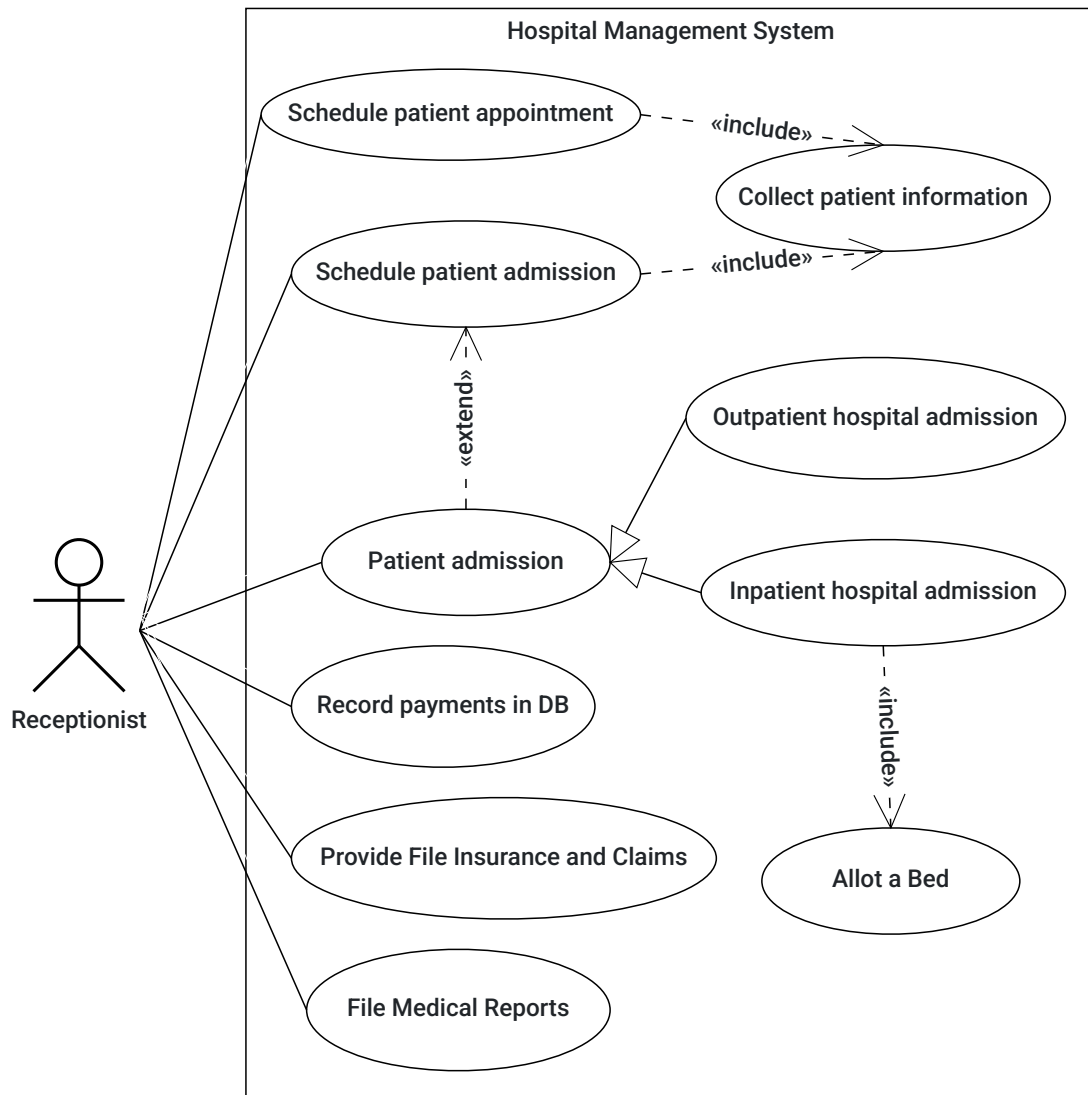 Hospital Management System
Schedule patient appointment
«include»
Collect patient information
Schedule patient admission
«include»
«extend»
Outpatient hospital admission
Patient admission
Inpatient hospital admission
Receptionist
Record payments in DB
«include»
Provide File Insurance and Claims
Allot a Bed
File Medical Reports